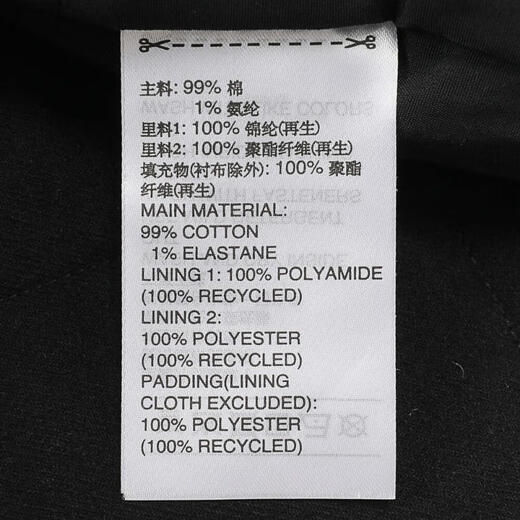 主料: 99% 棉
1% 氨纶
里料1: 100% 锦纶(再生)
里料2: 100% 聚酯纤维(再生)
填充物(衬布除外): 100% 聚酯
纤维(再生)
MAIN MATERIAL:
99% COTTON
1% ELASTANE
LINING 1: 100% POLYAMIDE
(100% RECYCLED)
LINING 2:
100% POLYESTER
(100% RECYCLED)
PADDING(LINING
CLOTH EXCLUDED):
100% POLYESTER
(100% RECYCLED)